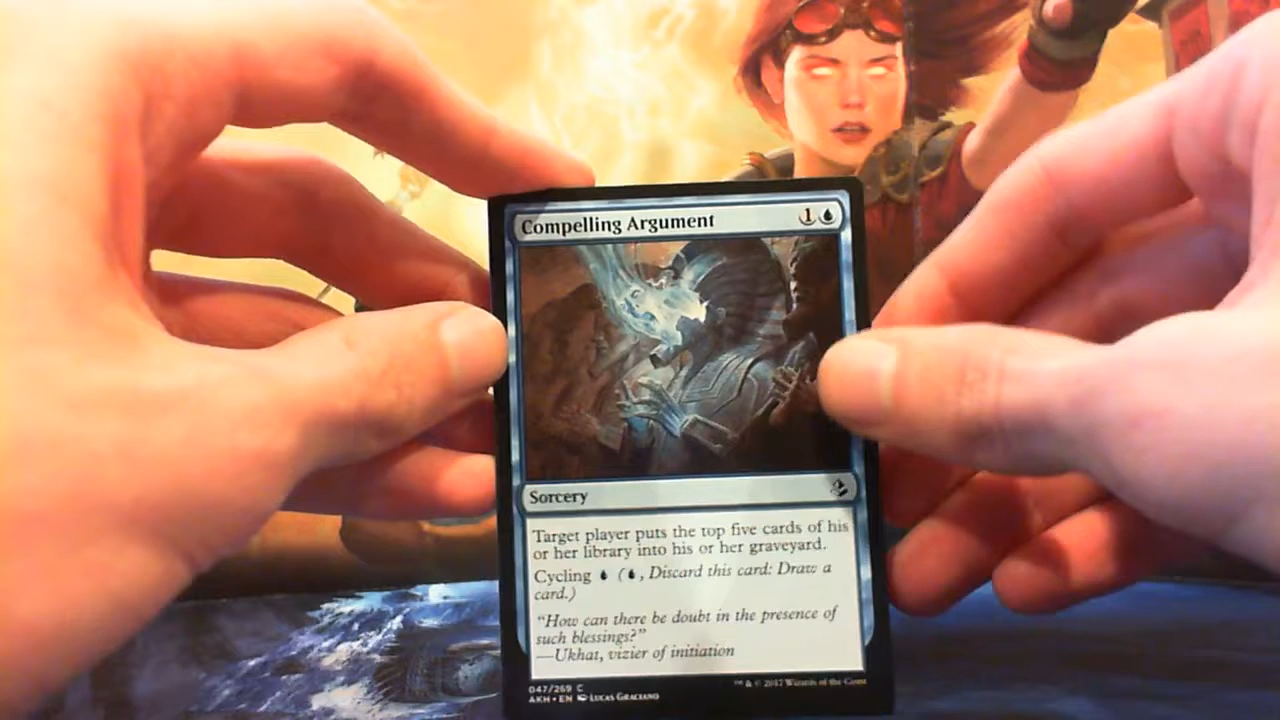 Compelling Argument 1
Sorcery
Target player puts the top five cards of his
or her library into his or her graveyard.
Cycling (, Discard this card: Draw a
card.)
“How can there be doubt in the presence of
such blessings?”
—Ukhat, vizier of initiation
047/269 C
AKH • EN Lucas Graciano
™ & © 2017 Wizards of the Coast